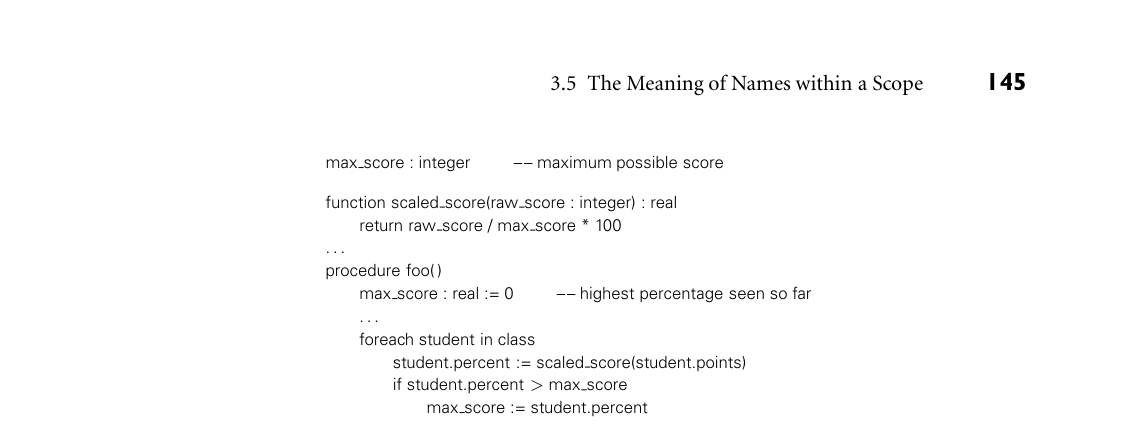 3.5 The Meaning of Names within a Scope 145
max_score : integer -- maximum possible score
function scaled_score(raw_score : integer) : real
return raw_score / max_score * 100
...
procedure foo()
max_score : real := 0 -- highest percentage seen so far
...
foreach student in class
student.percent := scaled_score(student.points)
if student.percent > max_score
max_score := student.percent